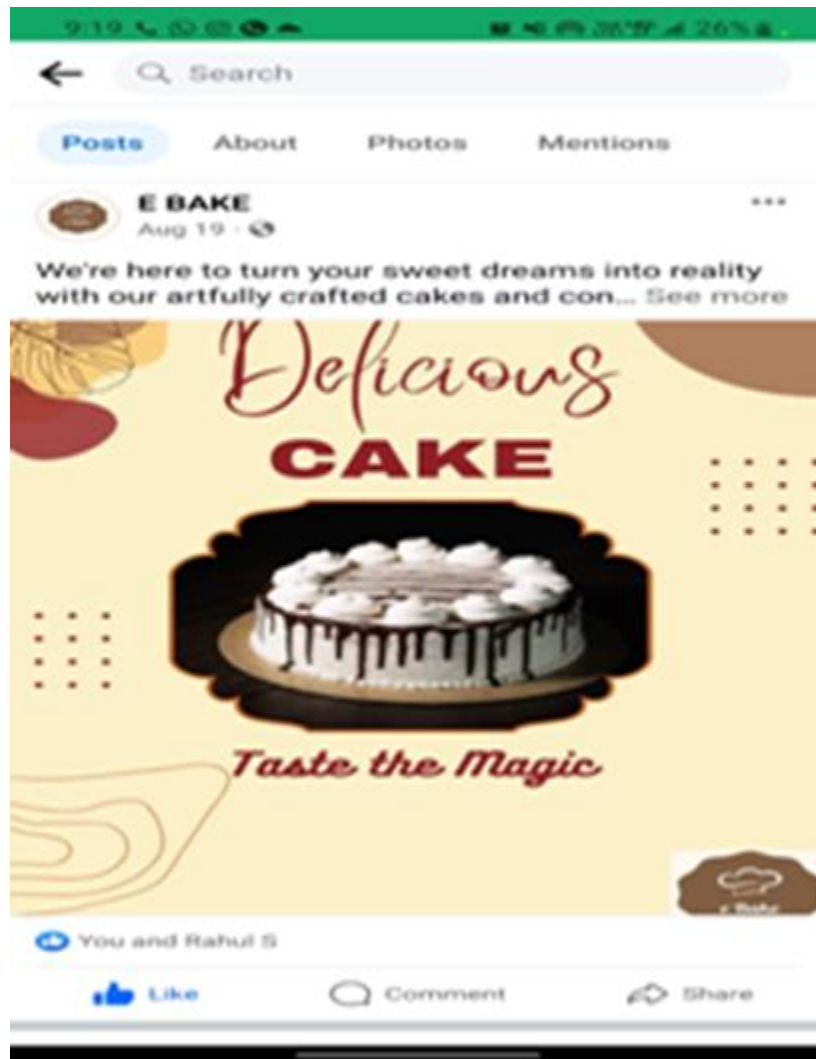 9:19
26%
Search
Posts About Photos Mentions
E BAKE
Aug 19
We're here to turn your sweet dreams into reality
with our artfully crafted cakes and con... See more
Delicious
CAKE
Taste the Magic
You and Rahul S
Like Comment Share